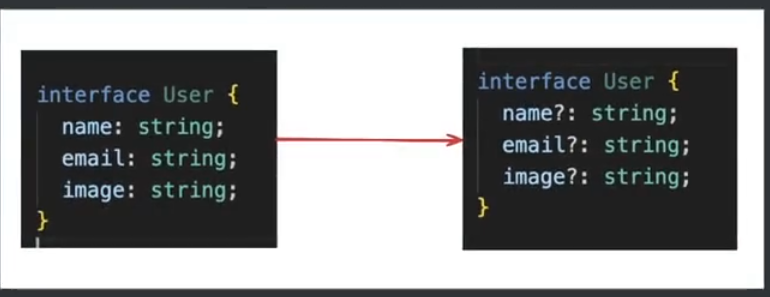 interface User {
name: string;
email: string;
image: string;
}
interface User {
name?: string;
email?: string;
image?: string;
}